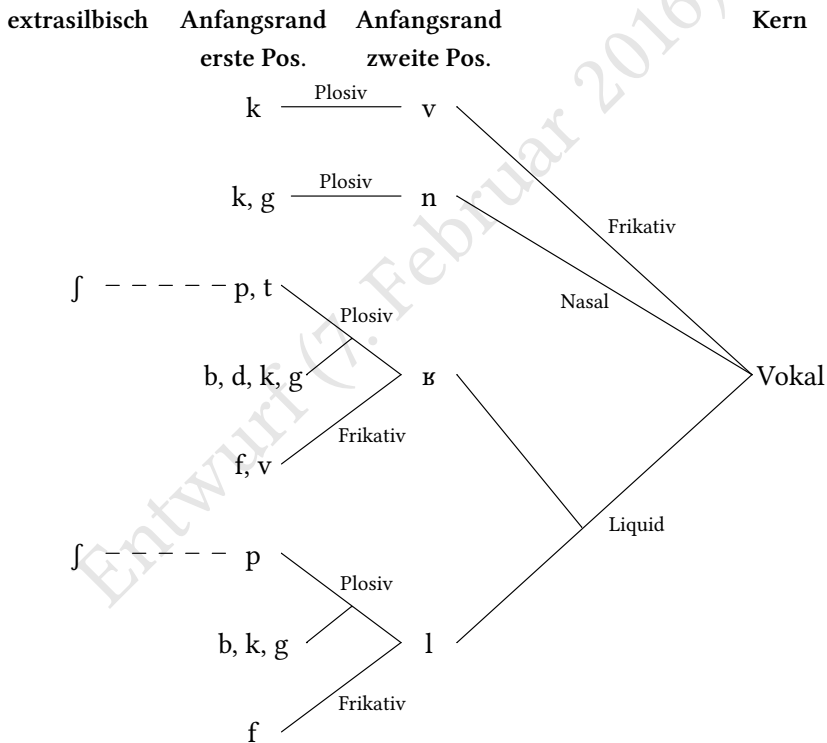 extrasilbisch Anfangsrand Anfangsrand Kern
erste Pos. zweite Pos.
k Plosiv v
k, g Plosiv n
Frikativ
ʃ p, t
Nasal
Plosiv
b, d, k, g ʁ Vokal
Frikativ
f, v
Liquid
ʃ p
Plosiv
b, k, g l
Frikativ
f
Entwurf (7. Februar 2016)